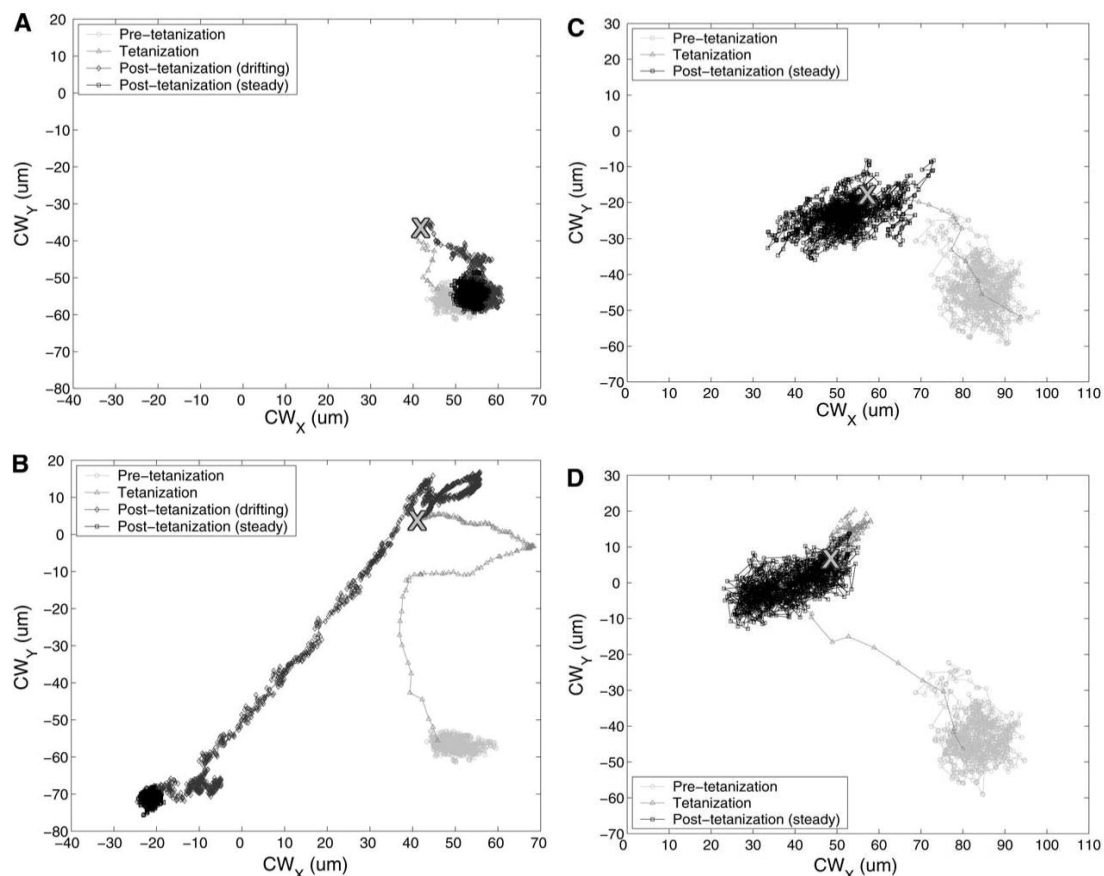 A
20
10
0
−10
−20
−30
−40
−50
−60
−70
−80
CW_Y (um)
Pre−tetanization
Tetanization
Post−tetanization (drifting)
Post−tetanization (steady)
X
−40 −30 −20 −10 0 10 20 30 40 50 60 70
CW_X (um)
C
30
20
10
0
−10
−20
−30
−40
−50
−60
−70
CW_Y (um)
Pre−tetanization
Tetanization
Post−tetanization (steady)
X
0 10 20 30 40 50 60 70 80 90 100 110
CW_X (um)
B
20
10
0
−10
−20
−30
−40
−50
−60
−70
−80
CW_Y (um)
Pre−tetanization
Tetanization
Post−tetanization (drifting)
Post−tetanization (steady)
X
−40 −30 −20 −10 0 10 20 30 40 50 60 70
CW_X (um)
D
30
20
10
0
−10
−20
−30
−40
−50
−60
−70
CW_Y (um)
X
Pre−tetanization
Tetanization
Post−tetanization (steady)
0 10 20 30 40 50 60 70 80 90 100 110
CW_X (um)